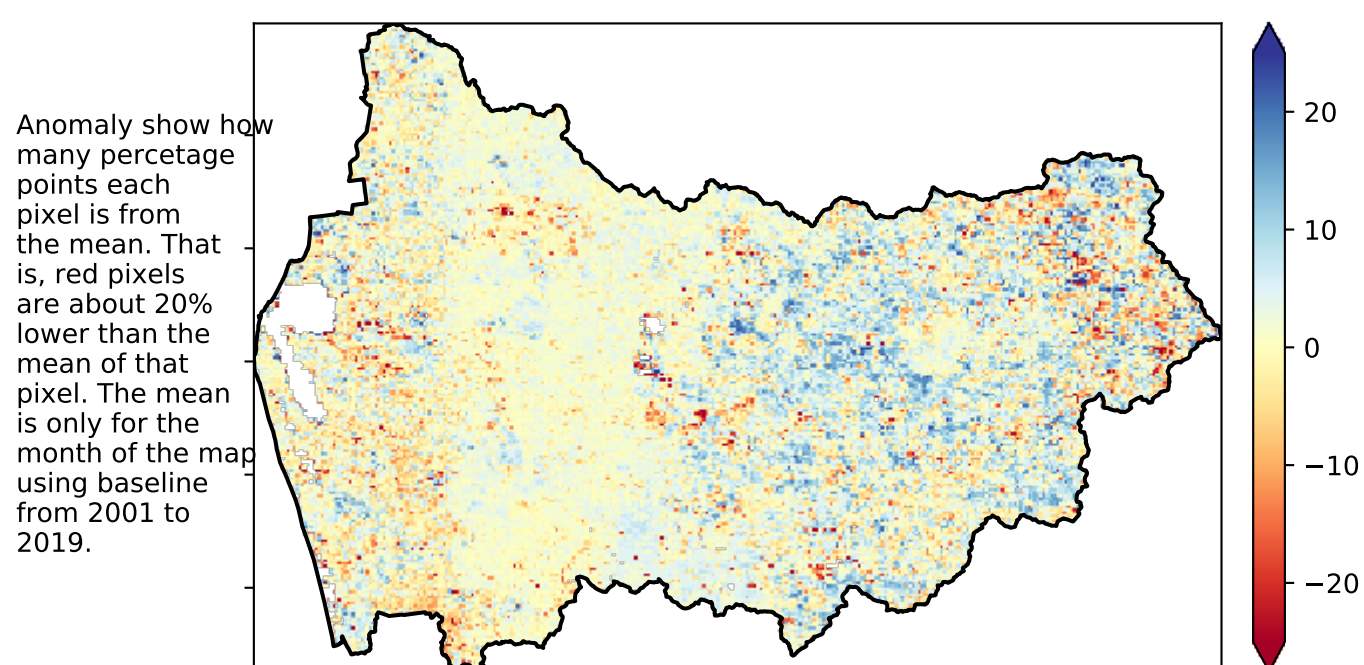 Anomaly show how
many percetage
points each
pixel is from
the mean. That
is, red pixels
are about 20%
lower than the
mean of that
pixel. The mean
is only for the
month of the map
using baseline
from 2001 to
2019.
20
10
0
−10
−20